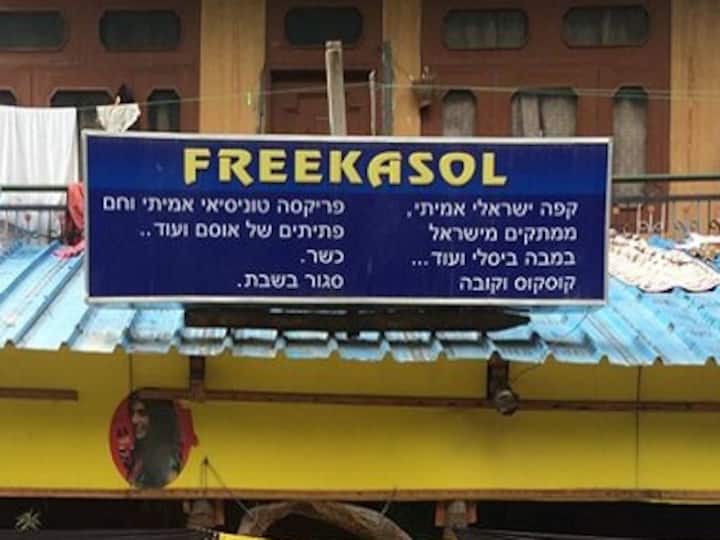 FREEKASOL
קפה ישראלי אמיתי,
ממתקים מישראל
במבה ביסלי ועוד...
קוסקוס וקובה
פריקסה טוניסיאי אמיתי וחם
פתיתים של אוסם ועוד..
כשר.
סגור בשבת.